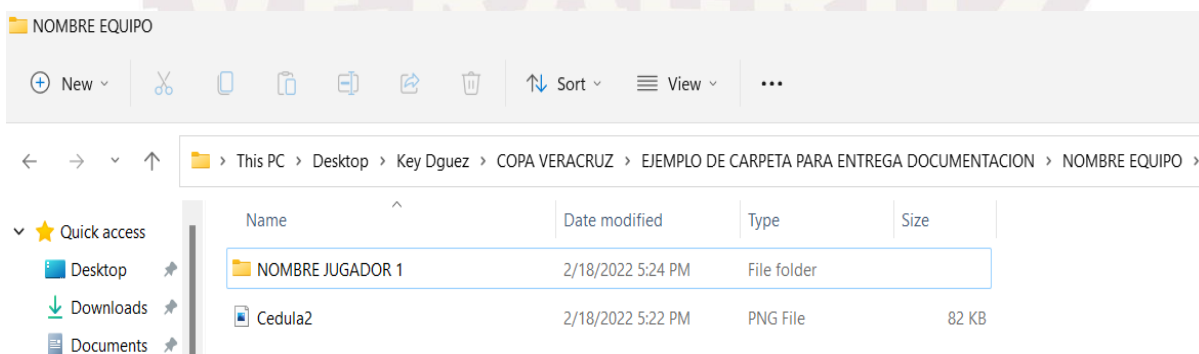 VERACRUZ
NOMBRE EQUIPO
New
Sort
View
This PC > Desktop > Key Dguez > COPA VERACRUZ > EJEMPLO DE CARPETA PARA ENTREGA DOCUMENTACION > NOMBRE EQUIPO >
Name Date modified Type Size
Quick access
NOMBRE JUGADOR 1 2/18/2022 5:24 PM File folder
Desktop
Downloads
Cedula2 2/18/2022 5:22 PM PNG File 82 KB
Documents